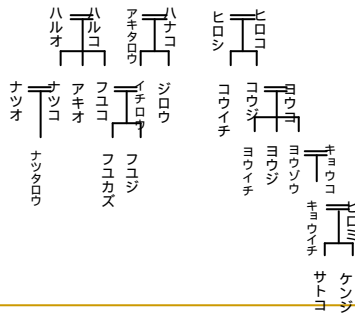 ハルオ
ハルコ
アキタロウ
ハナコ
ヒロシ
ヒロコ
ナツオ
ナツコ
アキオ
フユコ
イチロウ
ジロウ
コウイチ
コウジ
ヨウコ
ナツタロウ
フユカズ
フユジ
ヨウイチ
ヨウジ
ヨウゾウ
キョウコ
キョウイチ
ヒロミ
サトコ
ケンジ